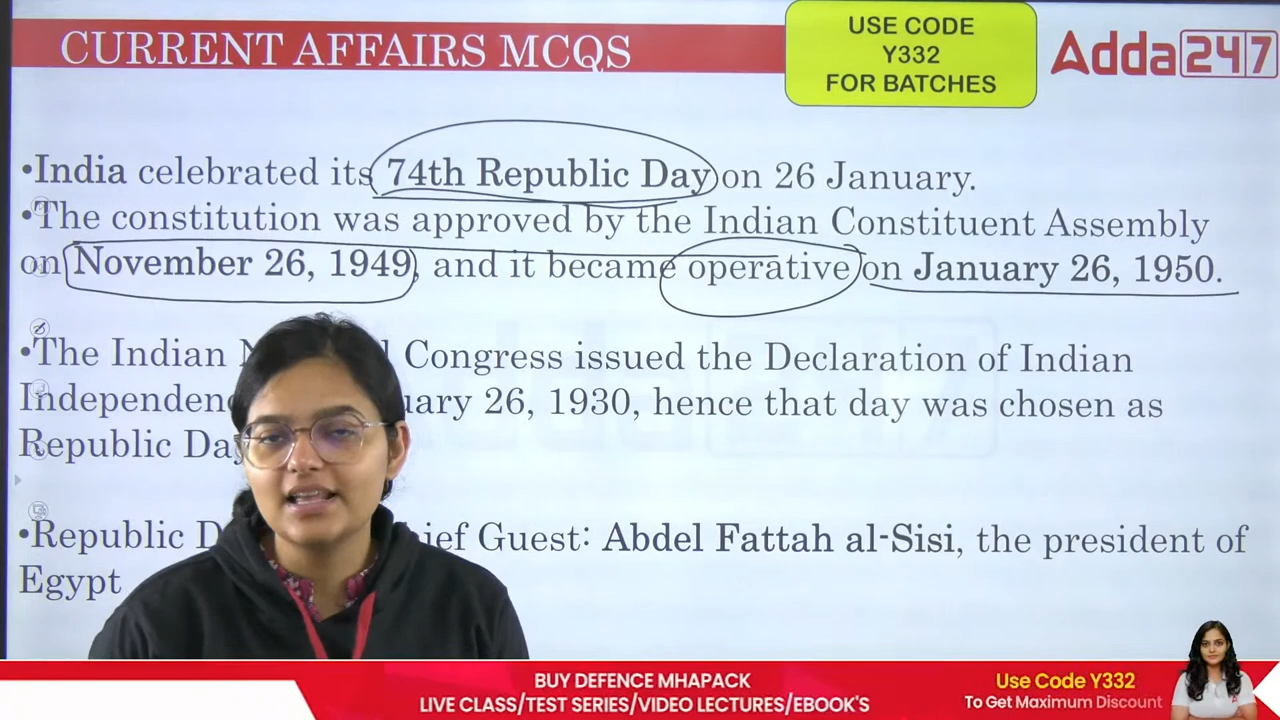 CURRENT AFFAIRS MCQS
USE CODE
Y332
FOR BATCHES
Adda247
•India celebrated its 74th Republic Day on 26 January.
•The constitution was approved by the Indian Constituent Assembly
on November 26, 1949, and it became operative on January 26, 1950.
•The Indian Congress issued the Declaration of Indian
26, 1930, hence that day was chosen as
Republic
•Republic Guest: Abdel Fattah al-Sisi, the president of
Egypt
BUY DEFENCE MHAPACK
LIVE CLASS/TEST SERIES/VIDEO LECTURES/EBOOK'S
Use Code Y332
To Get Maximum Discount